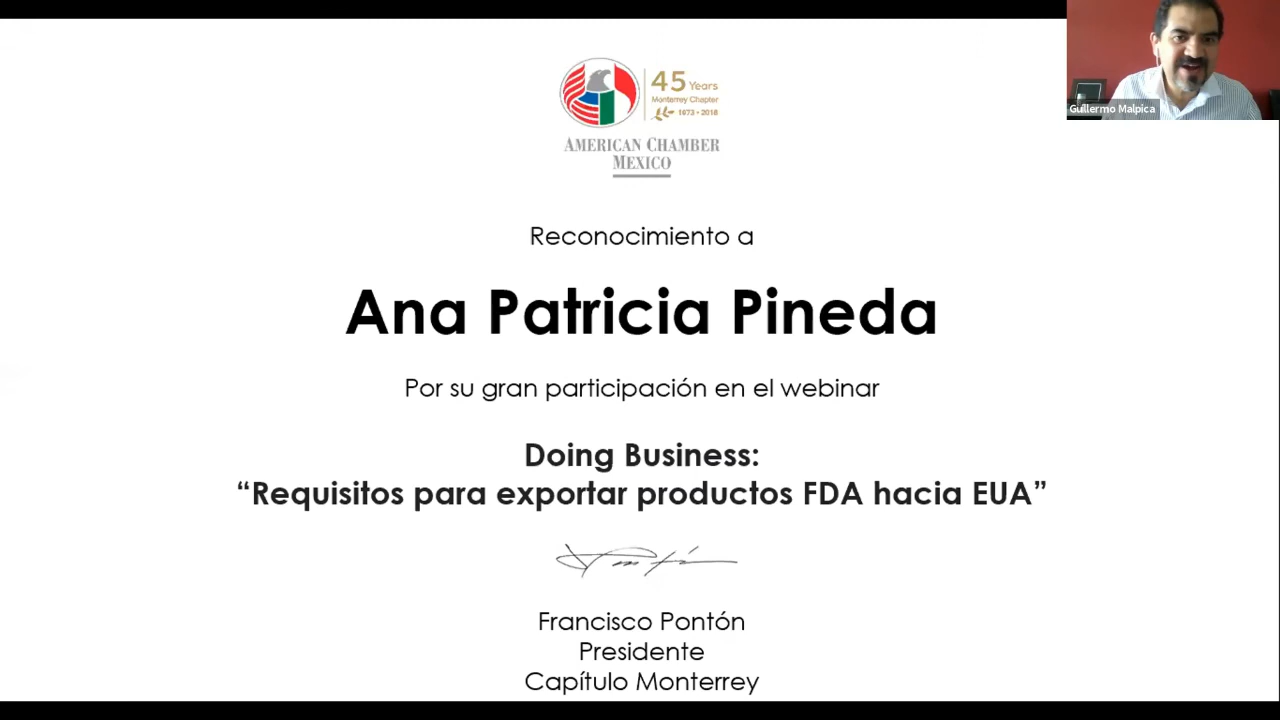 45 Years
Monterrey Chapter
1973 • 2018
AMERICAN CHAMBER
MEXICO
Guillermo Malpica
Reconocimiento a
Ana Patricia Pineda
Por su gran participación en el webinar
Doing Business:
“Requisitos para exportar productos FDA hacia EUA”
Francisco Pontón
Presidente
Capítulo Monterrey